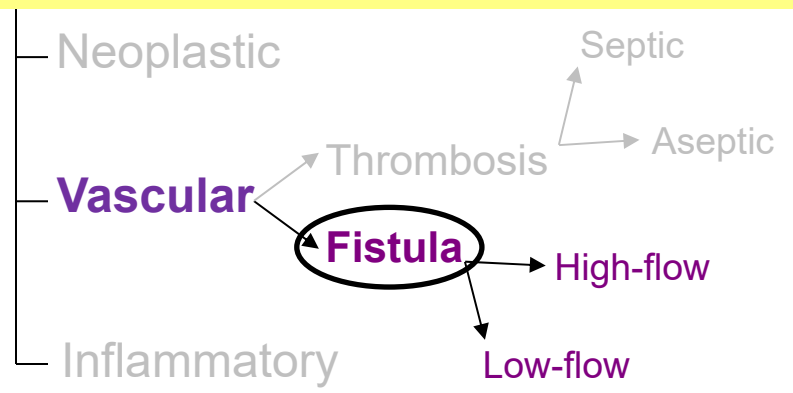 Neoplastic
Septic
Thrombosis
Aseptic
Vascular
Fistula
High-flow
Inflammatory
Low-flow